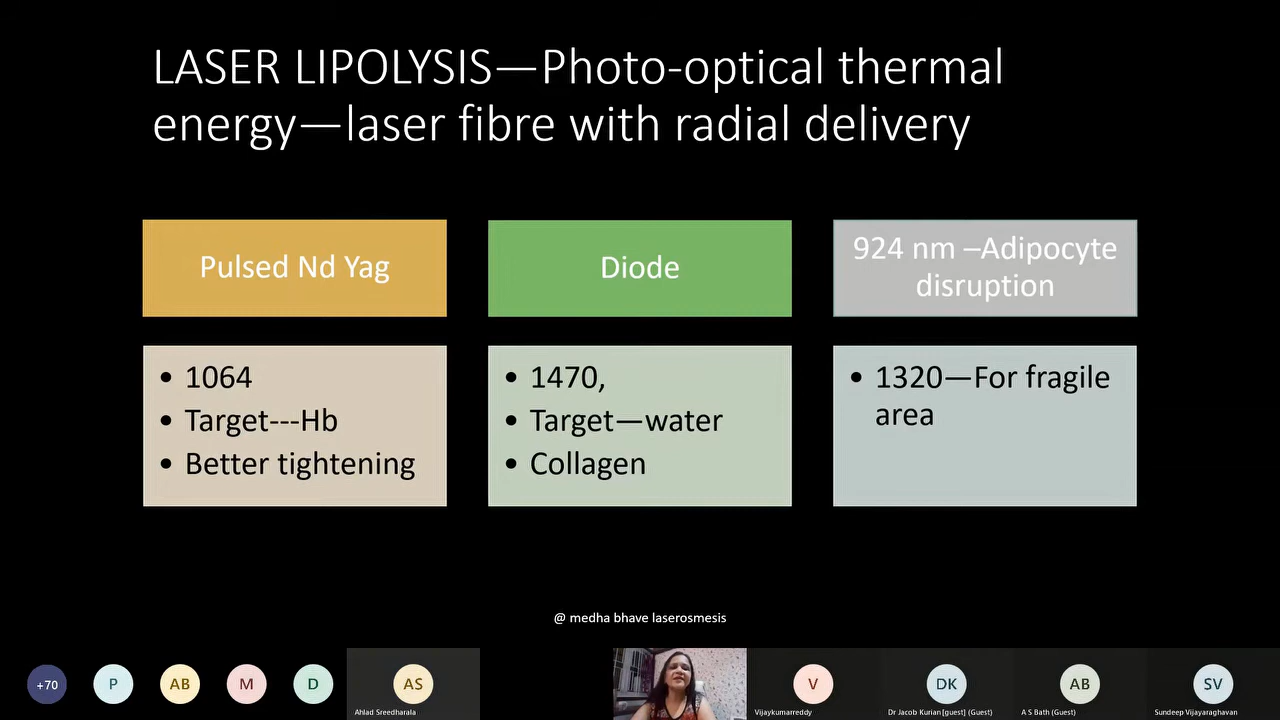 LASER LIPOLYSIS—Photo-optical thermal
energy—laser fibre with radial delivery
Pulsed Nd Yag
Diode
924 nm –Adipocyte
disruption
• 1064
• Target---Hb
• Better tightening
• 1470,
• Target—water
• Collagen
• 1320—For fragile
area
@ medha bhave laserosmesis
+70
P
AB
M
D
AS
V
DK
AB
SV
Ahlad Sreedharala
Vijaykumarreddy
Dr Jacob Kurian[guest] (Guest)
A S Bath (Guest)
Sundeep Vijayaraghavan